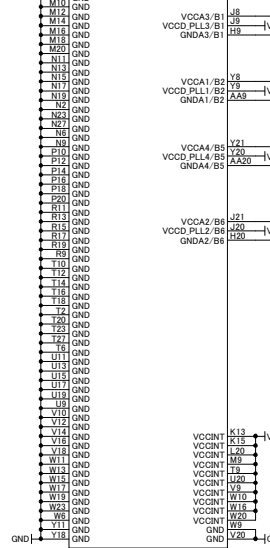 M10 GND
M12 GND
M14 GND
M16 GND
M18 GND
M20 GND
N11 GND
N13 GND
N15 GND
N17 GND
N19 GND
N2 GND
N23 GND
N27 GND
N6 GND
N9 GND
P10 GND
P12 GND
P14 GND
P16 GND
P18 GND
P20 GND
R11 GND
R13 GND
R15 GND
R17 GND
R19 GND
R9 GND
T10 GND
T12 GND
T14 GND
T16 GND
T18 GND
T2 GND
T20 GND
T23 GND
T27 GND
T6 GND
U11 GND
U13 GND
U15 GND
U17 GND
U19 GND
U9 GND
V10 GND
V12 GND
V14 GND
V16 GND
V18 GND
W11 GND
W13 GND
W15 GND
W17 GND
W19 GND
W23 GND
W6 GND
Y11 GND
GND Y18 GND
VCCA3/B1 J8
VCCD_PLL3/B1 J9
GNDA3/B1 H9
VCCA1/B2 Y8
VCCD_PLL1/B2 Y9
GNDA1/B2 AA9
VCCA4/B5 Y21
VCCD_PLL4/B5 Y20
GNDA4/B5 AA20
VCCA2/B6 J21
VCCD_PLL2/B6 J20
GNDA2/B6 H20
VCCINT K13
VCCINT K15
VCCINT L20
VCCINT M9
VCCINT T9
VCCINT U20
VCCINT V9
VCCINT W10
VCCINT W16
VCCINT W20
GND W9
GND V20